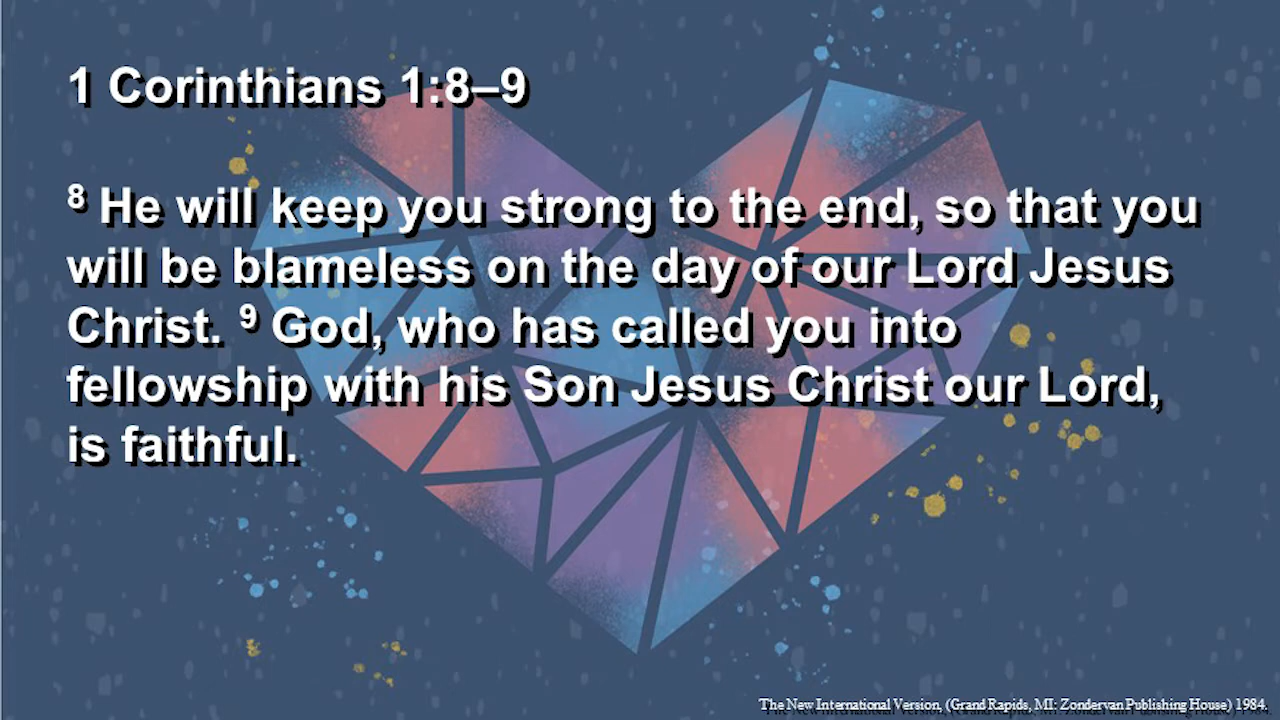 1 Corinthians 1:8–9
8 He will keep you strong to the end, so that you
will be blameless on the day of our Lord Jesus
Christ. 9 God, who has called you into
fellowship with his Son Jesus Christ our Lord,
is faithful.
The New International Version, (Grand Rapids, MI: Zondervan Publishing House) 1984.